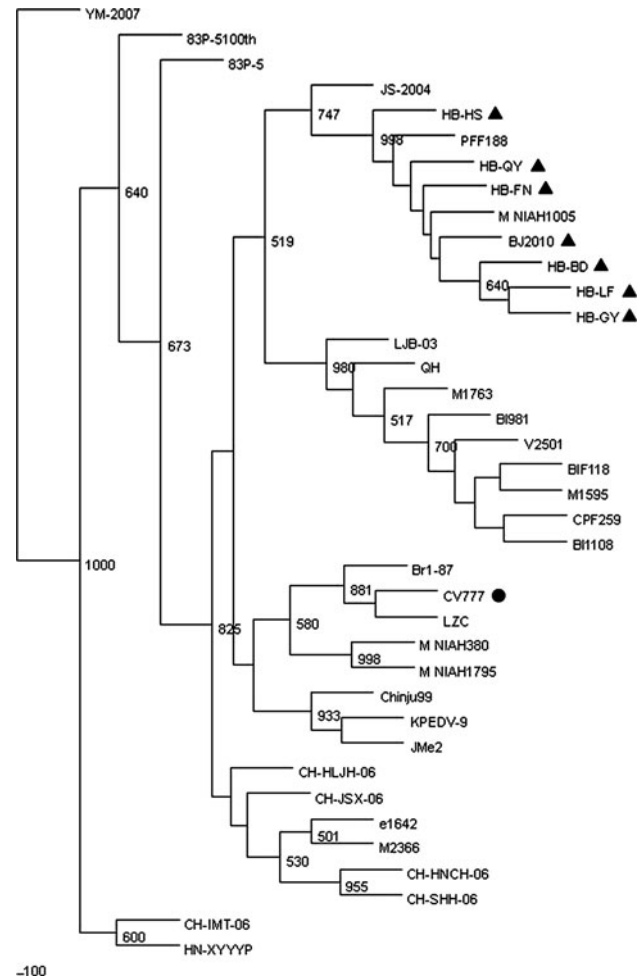 YM-2007
83P-5100th
83P-5
JS-2004
747
HB-HS
998
PFF188
HB-QY
640
HB-FN
M NIAH1005
BJ2010
519
HB-BD
640
HB-LF
HB-GY
673
LJB-03
980
QH
M1763
517
BI981
700
V2501
BIF118
M1595
CPF259
BI1108
1000
Br1-87
881
CV777
LZC
825
580
M NIAH380
998
M NIAH1795
Chinju99
933
KPEDV-9
JMe2
CH-HLJH-06
CH-JSX-06
e1642
501
M2366
530
CH-HNCH-06
955
CH-SHH-06
CH-IMT-06
600
HN-XYYYP
100